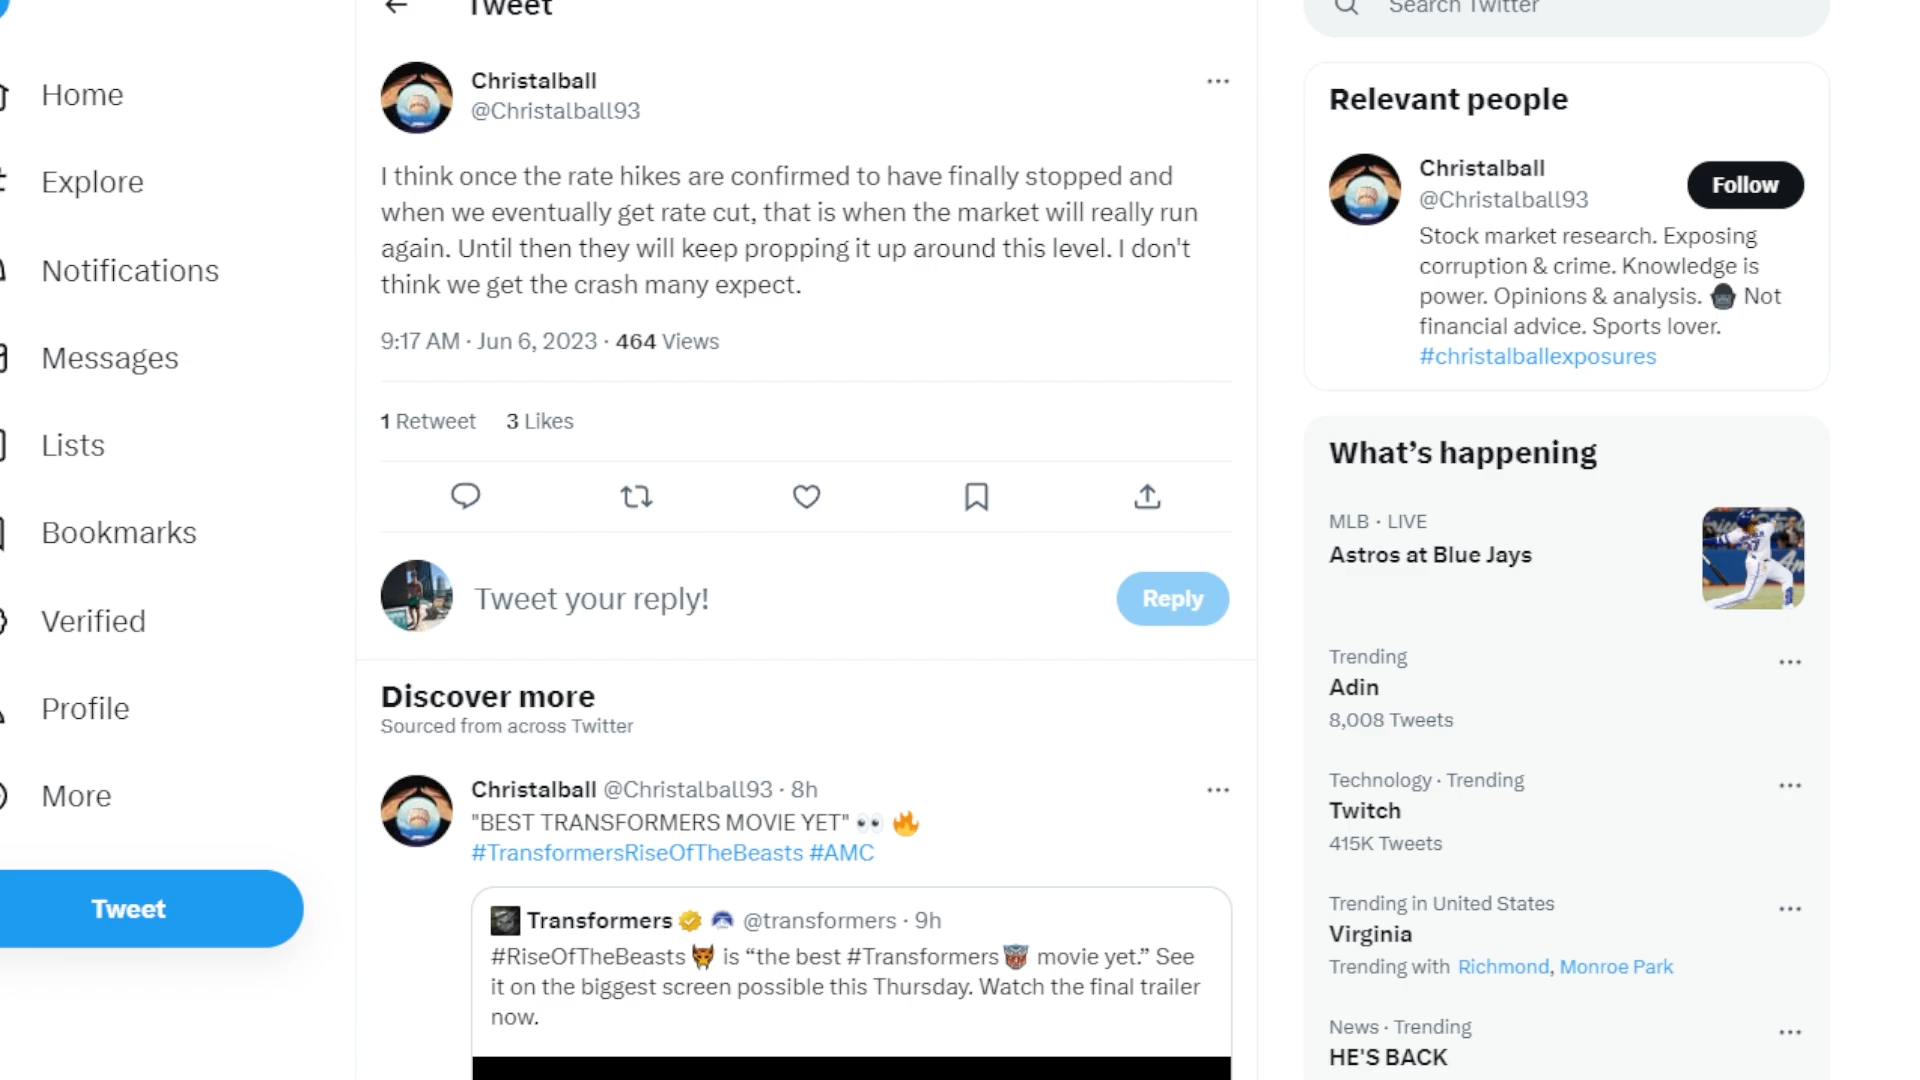 Tweet
Search Twitter
Home
Explore
Notifications
Messages
Lists
Bookmarks
Verified
Profile
More
Tweet
Christalball
@Christalball93
I think once the rate hikes are confirmed to have finally stopped and
when we eventually get rate cut, that is when the market will really run
again. Until then they will keep propping it up around this level. I don't
think we get the crash many expect.
9:17 AM · Jun 6, 2023 · 464 Views
1 Retweet 3 Likes
Tweet your reply!
Reply
Discover more
Sourced from across Twitter
Christalball @Christalball93 · 8h
"BEST TRANSFORMERS MOVIE YET" 👀 🔥
#TransformersRiseOfTheBeasts #AMC
Transformers @transformers · 9h
#RiseOfTheBeasts is “the best #Transformers movie yet.” See
it on the biggest screen possible this Thursday. Watch the final trailer
now.
Relevant people
Christalball
@Christalball93
Follow
Stock market research. Exposing
corruption & crime. Knowledge is
power. Opinions & analysis. Not
financial advice. Sports lover.
#christalballexposures
What’s happening
MLB · LIVE
Astros at Blue Jays
Trending
Adin
8,008 Tweets
Technology · Trending
Twitch
415K Tweets
Trending in United States
Virginia
Trending with Richmond, Monroe Park
News · Trending
HE'S BACK